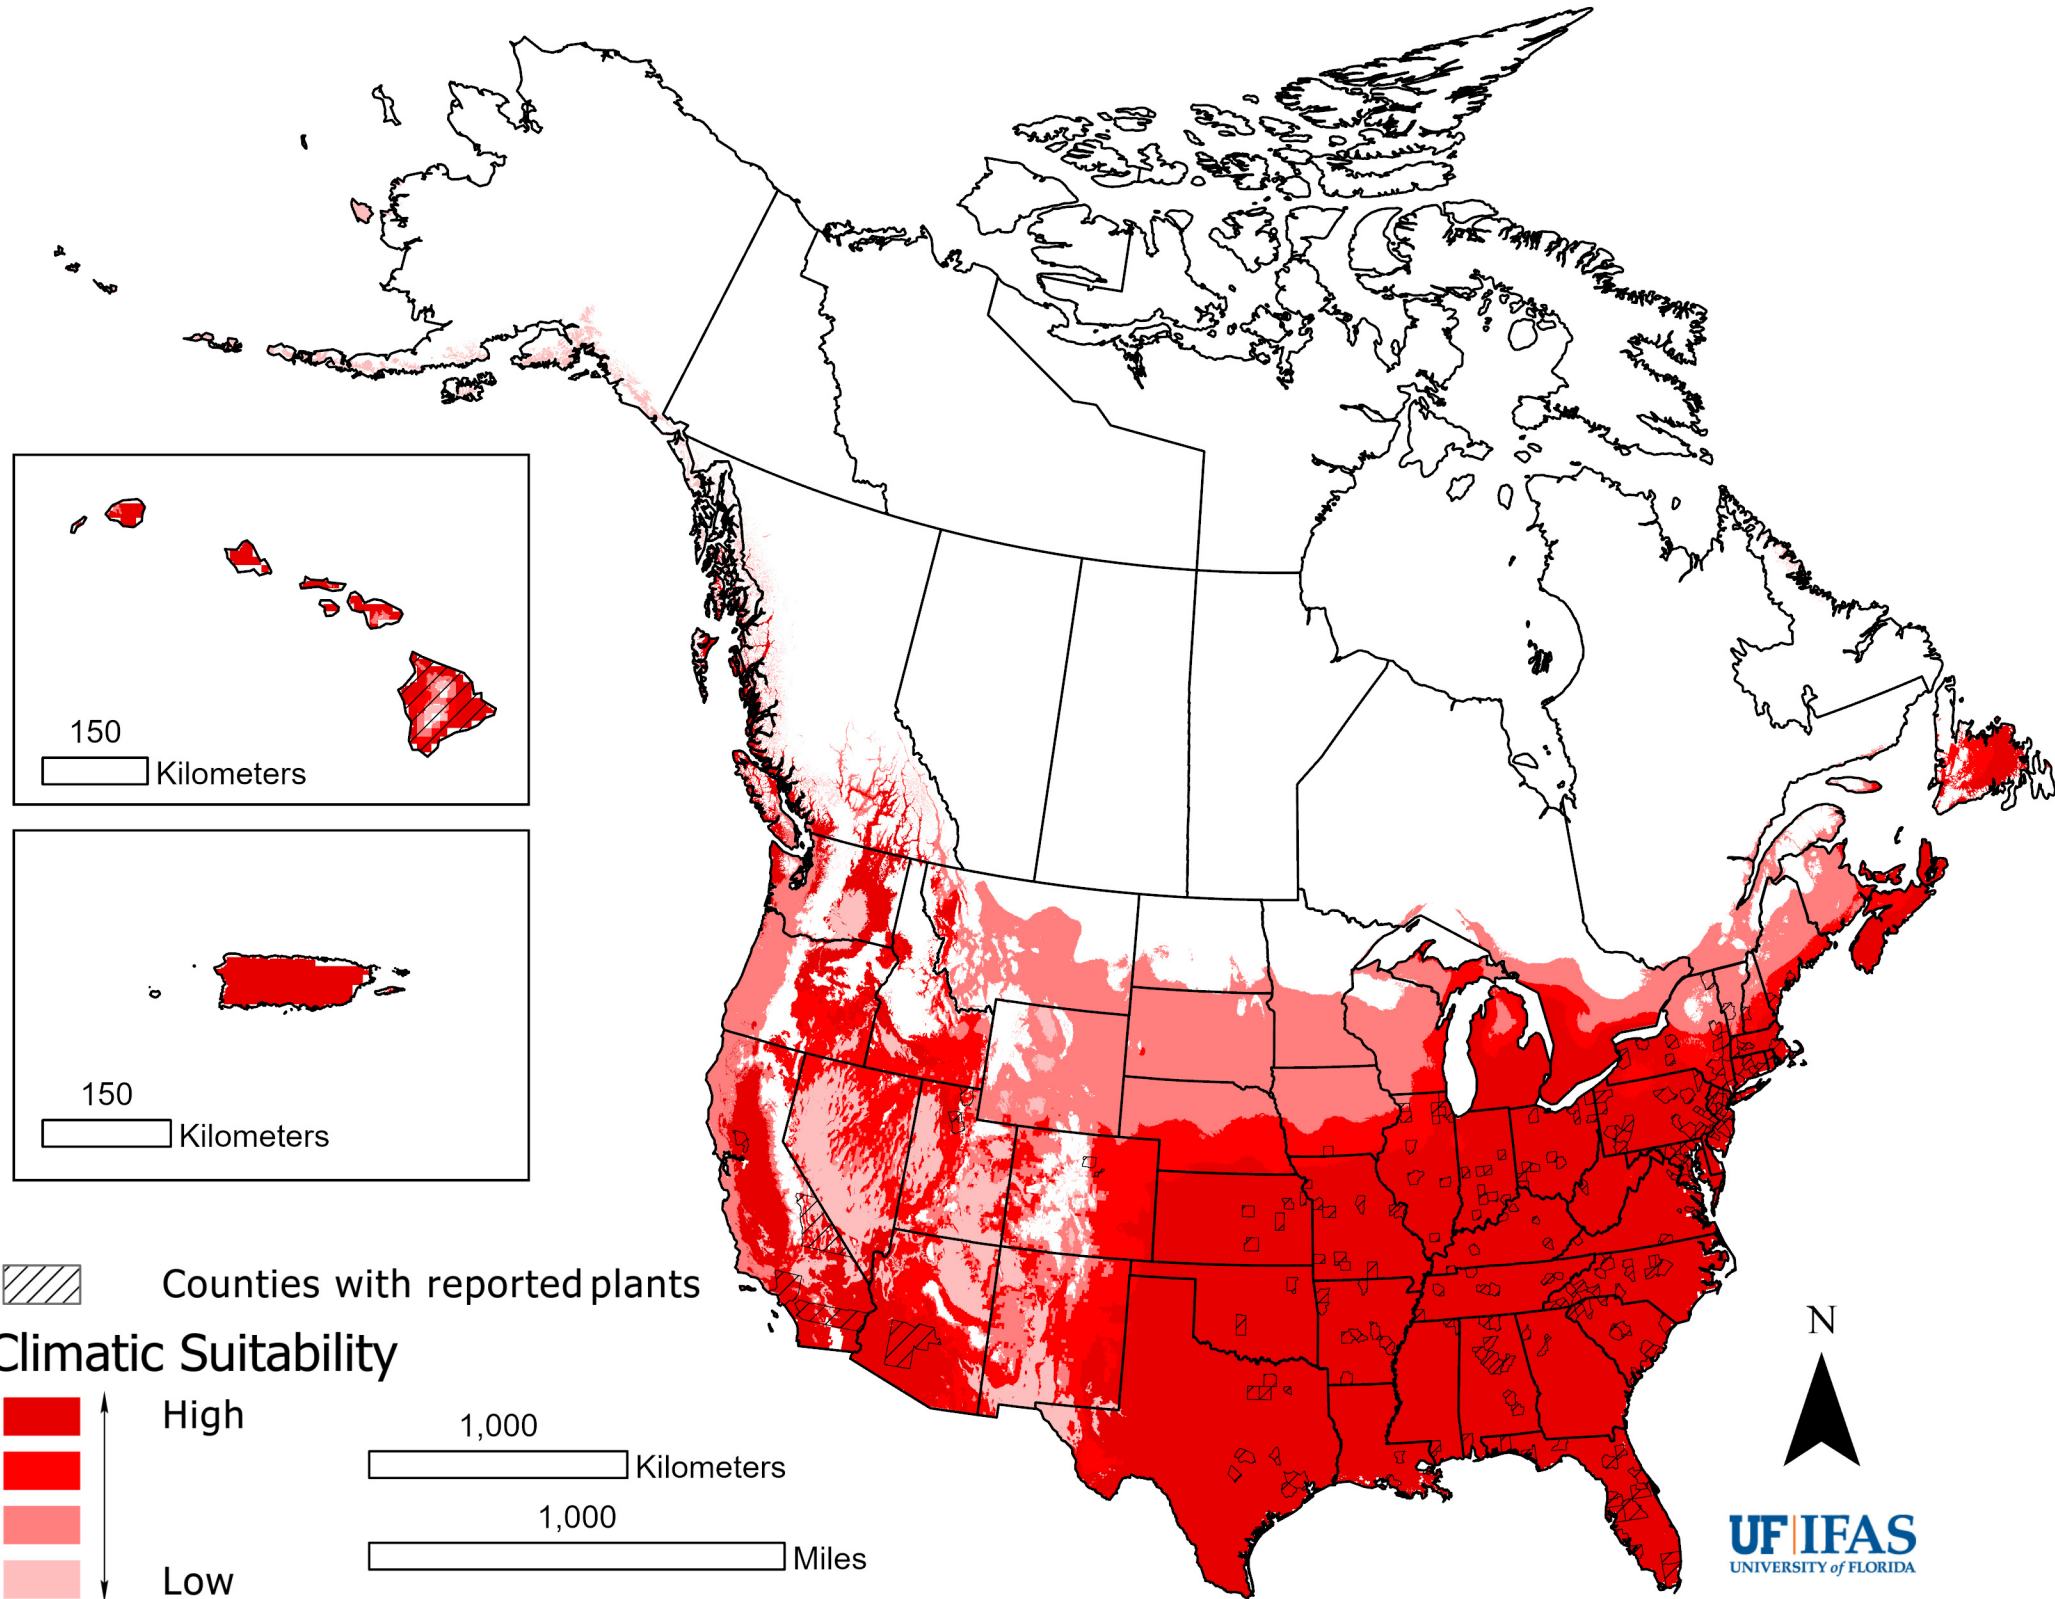 150
Kilometers
150
Kilometers
Counties with reported plants
Climatic Suitability
High
Low
1,000
Kilometers
1,000
Miles
N
UF|IFAS
UNIVERSITY of FLORIDA